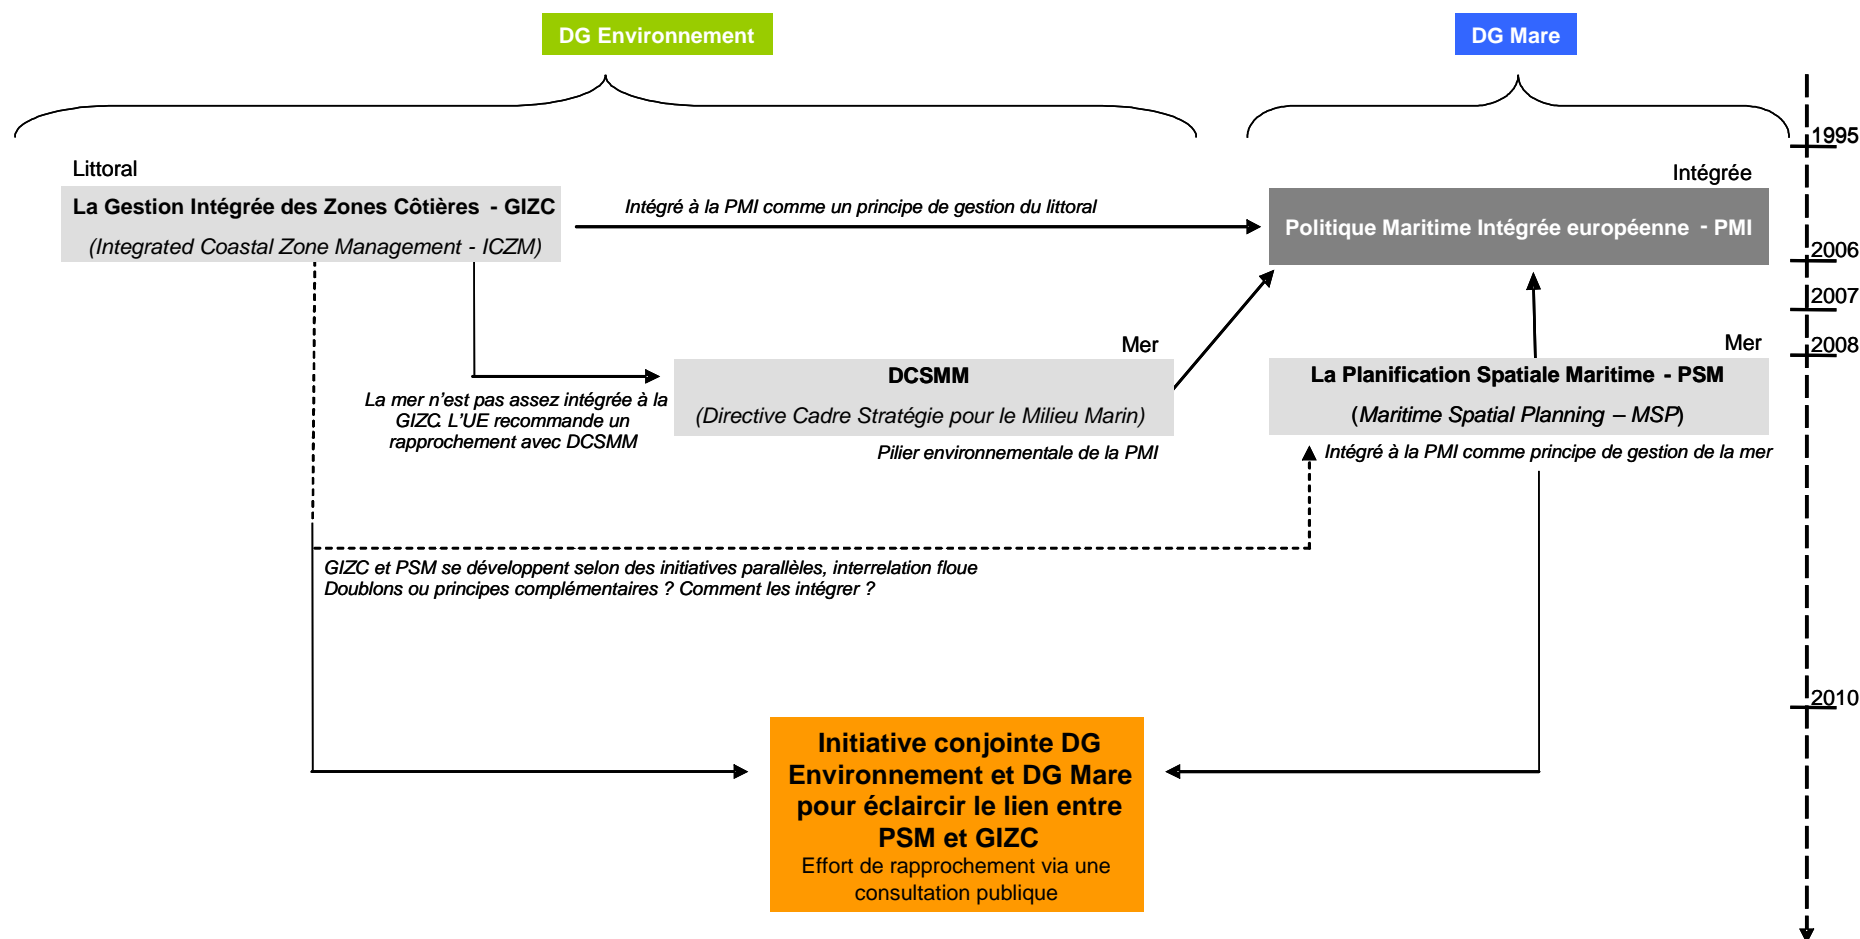 DG Environnement
DG Mare
1995
Littoral
La Gestion Intégrée des Zones Côtières - GIZC
(Integrated Coastal Zone Management - ICZM)
Intégré à la PMI comme un principe de gestion du littoral
Intégrée
Politique Maritime Intégrée européenne - PMI
2006
2007
2008
Mer
DCSMM
(Directive Cadre Stratégie pour le Milieu Marin)
Pilier environnementale de la PMI
Mer
La Planification Spatiale Maritime - PSM
(Maritime Spatial Planning – MSP)
Intégré à la PMI comme principe de gestion de la mer
La mer n'est pas assez intégrée à la
GIZC. L'UE recommande un
rapprochement avec DCSMM
GIZC et PSM se développent selon des initiatives parallèles, interrelation floue
Doublons ou principes complémentaires ? Comment les intégrer ?
2010
Initiative conjointe DG
Environnement et DG Mare
pour éclaircir le lien entre
PSM et GIZC
Effort de rapprochement via une
consultation publique